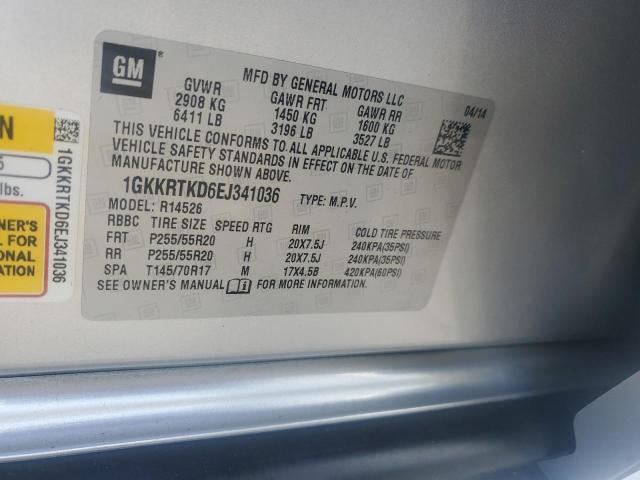 GM
MFD BY GENERAL MOTORS LLC
GVWR GAWR FRT GAWR RR
2908 KG 1450 KG 1600 KG
6411 LB 3196 LB 3527 LB
04/14
THIS VEHICLE CONFORMS TO ALL APPLICABLE U.S. FEDERAL MOTOR
VEHICLE SAFETY STANDARDS IN EFFECT ON THE DATE OF
MANUFACTURE SHOWN ABOVE.
1GKKRTKD6EJ341036 TYPE: M.P.V.
MODEL: R14526
RBBC TIRE SIZE SPEED RTG RIM COLD TIRE PRESSURE
FRT P255/55R20 H 20X7.5J 240KPA(35PSI)
RR P255/55R20 H 20X7.5J 240KPA(35PSI)
SPA T145/70R17 M 17X4.5B 420KPA(60PSI)
SEE OWNER'S MANUAL i FOR MORE INFORMATION.
1GKKRTKD6EJ341036
N
5
lbs.
NER'S
L FOR
IONAL